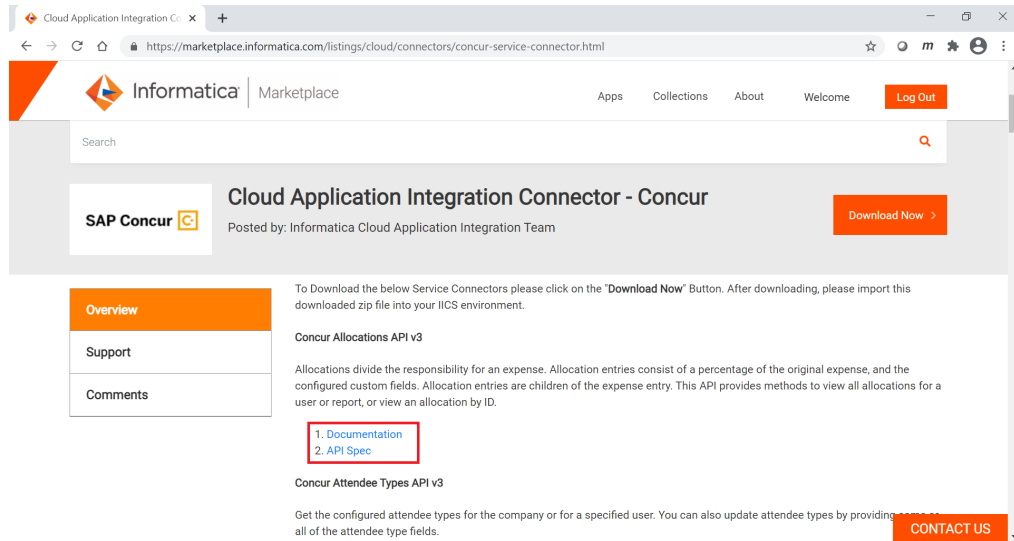 Cloud Application Integration Co
https://marketplace.informatica.com/listings/cloud/connectors/concur-service-connector.html
m
Informatica Marketplace
Apps Collections About Welcome Log Out
Search
SAP Concur C
Cloud Application Integration Connector - Concur
Posted by: Informatica Cloud Application Integration Team
Download Now >
Overview
Support
Comments
To Download the below Service Connectors please click on the "Download Now" Button. After downloading, please import this
downloaded zip file into your IICS environment.
Concur Allocations API v3
Allocations divide the responsibility for an expense. Allocation entries consist of a percentage of the original expense, and the
configured custom fields. Allocation entries are children of the expense entry. This API provides methods to view all allocations for a
user or report, or view an allocation by ID.
1. Documentation
2. API Spec
Concur Attendee Types API v3
Get the configured attendee types for the company or for a specified user. You can also update attendee types by providing
all of the attendee type fields.
CONTACT US